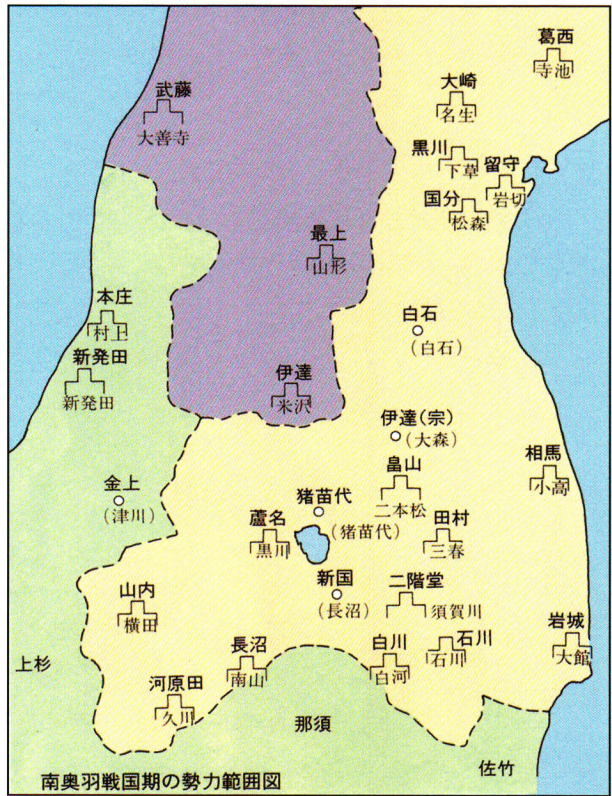 葛西
寺池
大崎
名生
武藤
大善寺
黒川
下草
留守
岩切
国分
松森
最上
山形
本庄
村上
白石
(白石)
新発田
新発田
伊達
米沢
伊達(宗)
(大森)
畠山
二本松
相馬
小高
金上
(津川)
猪苗代
(猪苗代)
蘆名
黒川
田村
三春
新国
(長沼)
二階堂
須賀川
山内
横田
岩城
大館
長沼
南山
白川
白河
石川
石川
上杉
河原田
久川
那須
佐竹
南奥羽戦国期の勢力範囲図